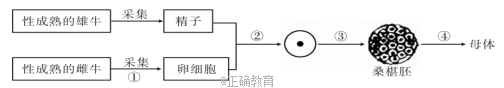 性成熟的雄牛 采集 精子
② ③ ④ 母体
性成熟的雌牛 采集 ① 卵细胞 桑椹胚
@正确教育